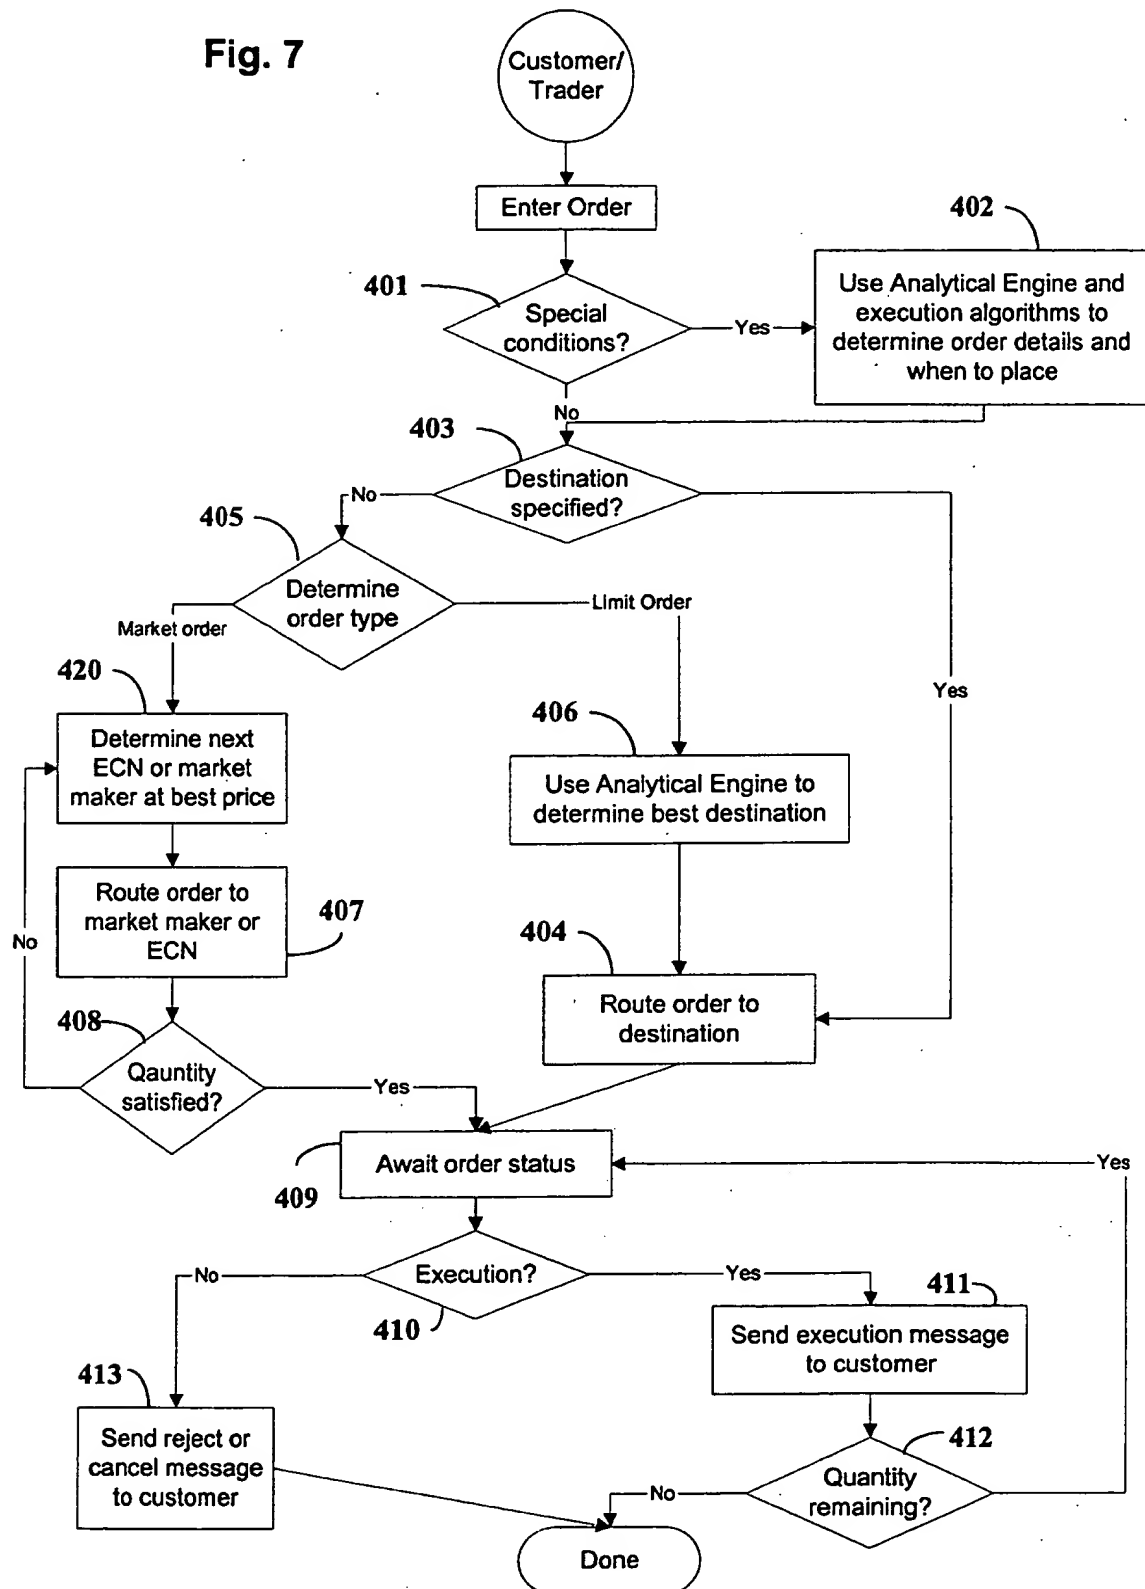 Fig. 7
Customer/
Trader
Enter Order
402
401
Special
conditions?
Yes
Use Analytical Engine and
execution algorithms to
determine order details and
when to place
No
403
Destination
specified?
No
405
Determine
order type
Limit Order
Market order
420
Yes
Determine next
ECN or market
maker at best price
406
Use Analytical Engine to
determine best destination
Route order to
market maker or
ECN
407
No
404
Route order to
destination
408
Qauntity
satisfied?
Yes
Await order status
409
Yes
Execution?
No
Yes
410
411
Send execution message
to customer
413
Send reject or
cancel message
to customer
412
Quantity
remaining?
No
Done